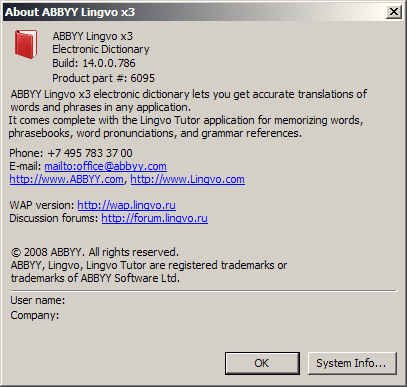 About ABBYY Lingvo x3
ABBYY Lingvo x3
Electronic Dictionary
Build: 14.0.0.786
Product part #: 6095
ABBYY Lingvo x3 electronic dictionary lets you get accurate translations of
words and phrases in any application.
It comes complete with the Lingvo Tutor application for memorizing words,
phrasebooks, word pronunciations, and grammar references.
Phone: +7 495 783 37 00
E-mail: mailto:office@abbyy.com
http://www.ABBYY.com, http://www.Lingvo.com
WAP version: http://wap.lingvo.ru
Discussion forums: http://forum.lingvo.ru
© 2008 ABBYY. All rights reserved.
ABBYY, Lingvo, Lingvo Tutor are registered trademarks or
trademarks of ABBYY Software Ltd.
User name:
Company:
OK
System Info...